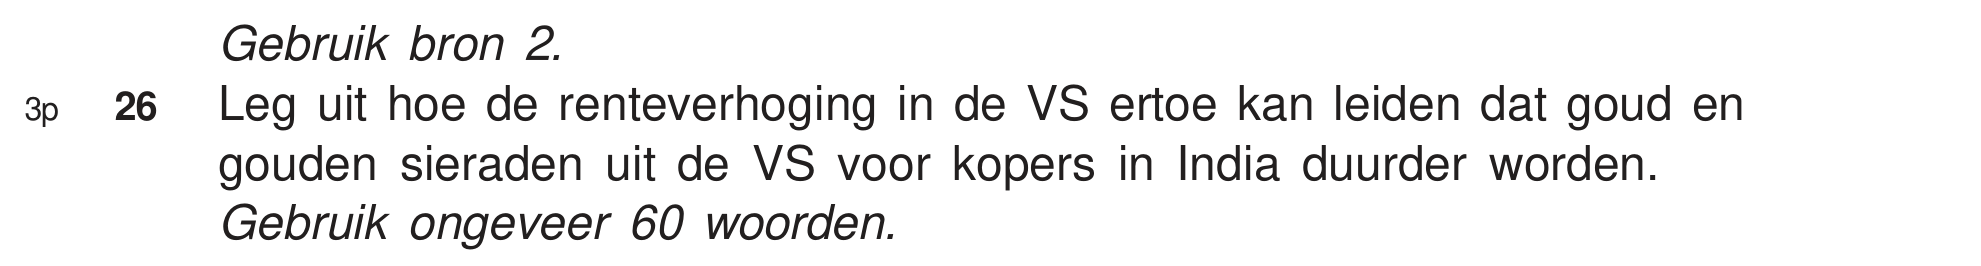 Gebruik bron 2.
3p 26 Leg uit hoe de renteverhoging in de VS ertoe kan leiden dat goud en
gouden sieraden uit de VS voor kopers in India duurder worden.
Gebruik ongeveer 60 woorden.